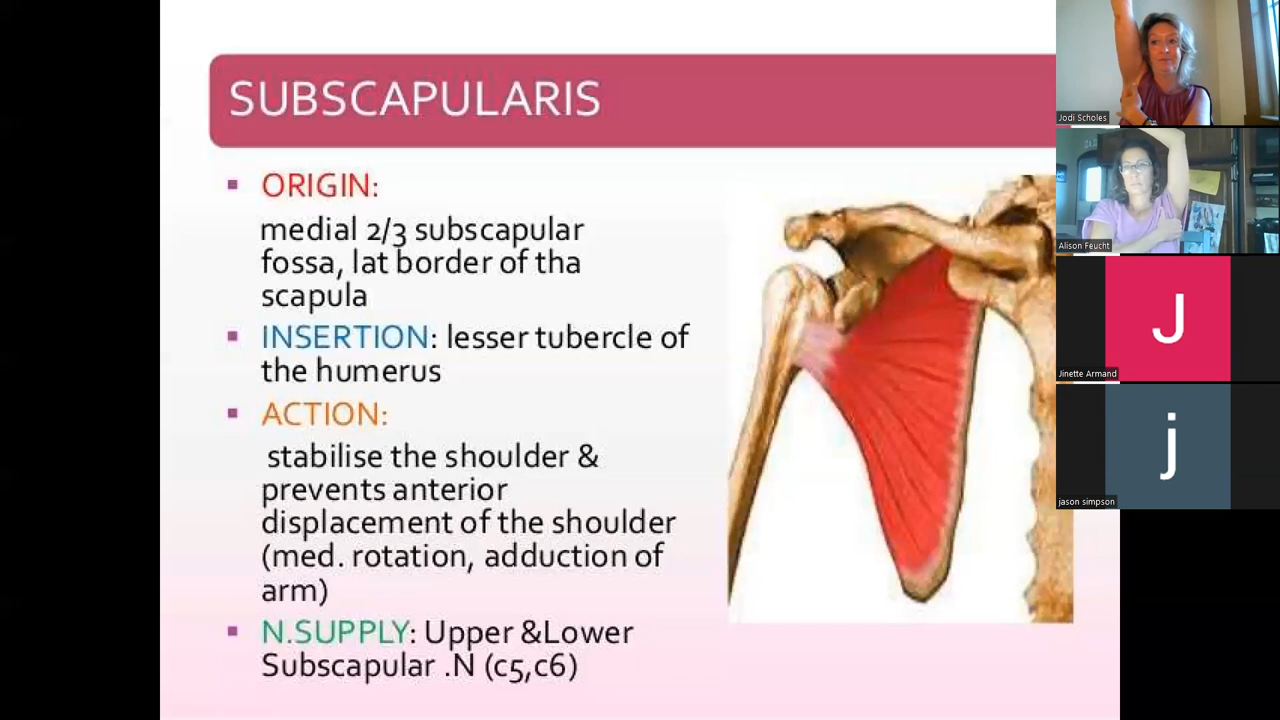 SUBSCAPULARIS
▪ ORIGIN:
medial 2/3 subscapular
fossa, lat border of tha
scapula
▪ INSERTION: lesser tubercle of
the humerus
▪ ACTION:
stabilise the shoulder &
prevents anterior
displacement of the shoulder
(med. rotation, adduction of
arm)
▪ N.SUPPLY: Upper &Lower
Subscapular .N (c5,c6)
Jodi Scholes
Alison Feucht
J
Jinette Armand
j
jason simpson